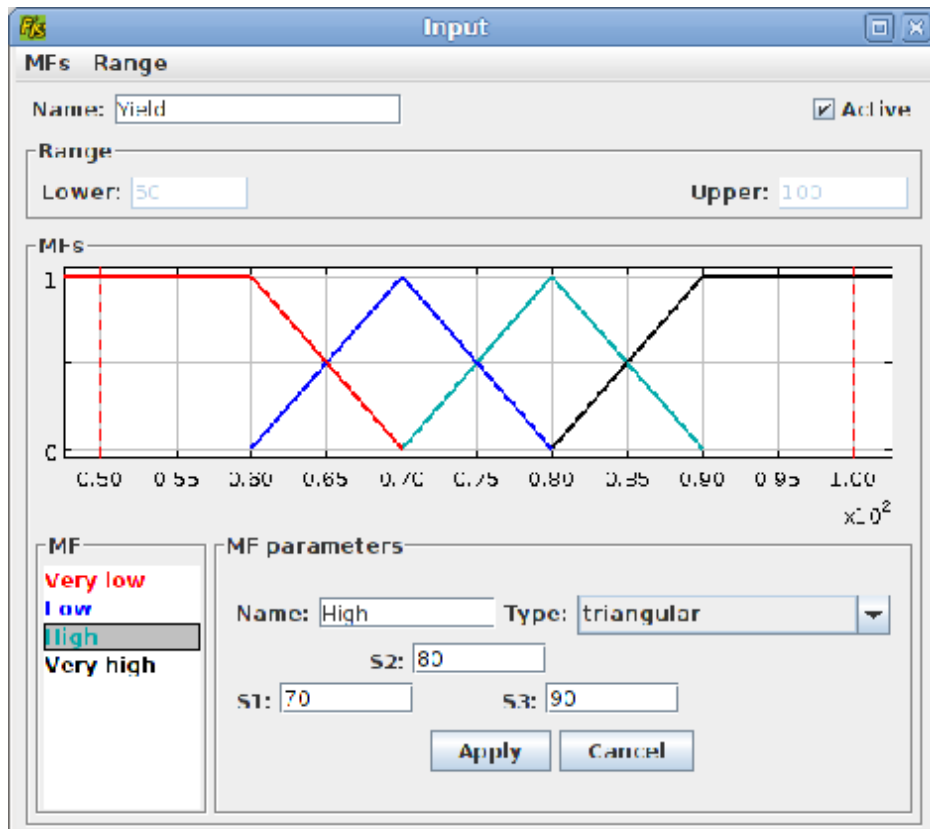 Fis Input
MFs Range
Name: Yield Active
Range
Lower: 50 Upper: 100
MFs
1
0
0.50 0.55 0.60 0.65 0.70 0.75 0.80 0.85 0.90 0.95 1.00
x10²
MF MF parameters
Very low
Low
High
Very high
Name: High Type: triangular
S2: 80
S1: 70 S3: 90
Apply Cancel